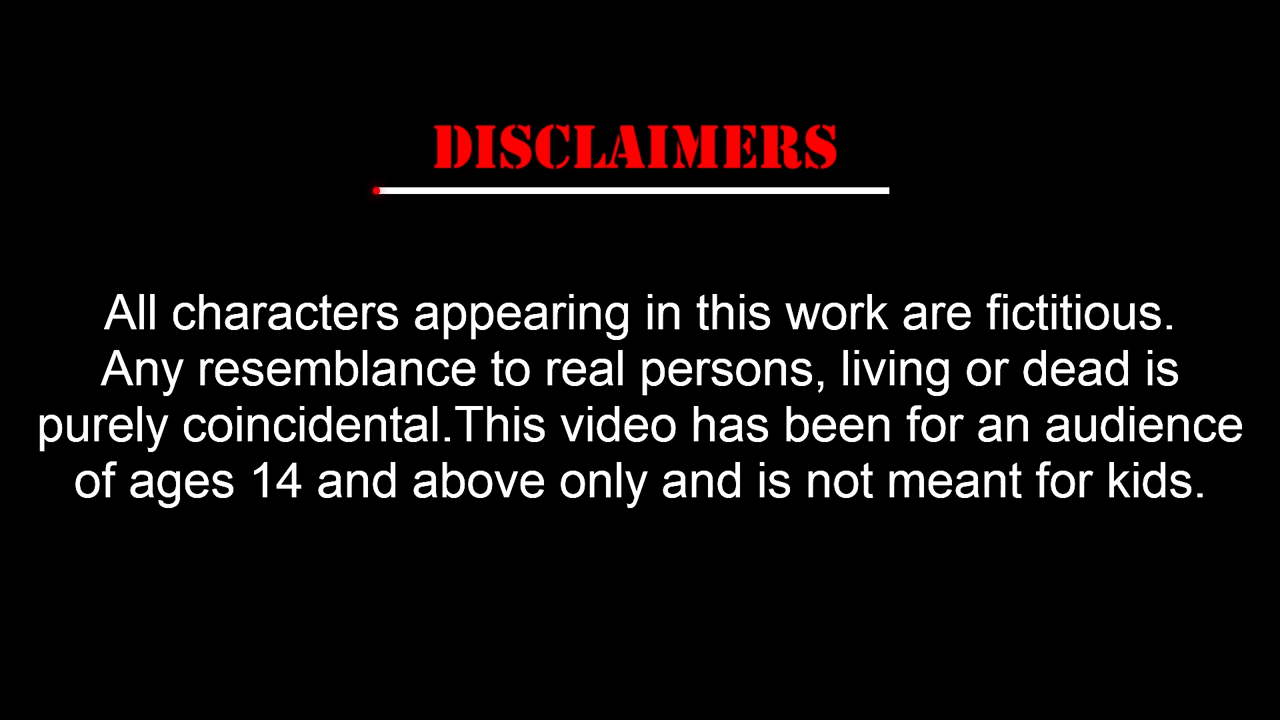 DISCLAIMERS
All characters appearing in this work are fictitious.
Any resemblance to real persons, living or dead is
purely coincidental.This video has been for an audience
of ages 14 and above only and is not meant for kids.